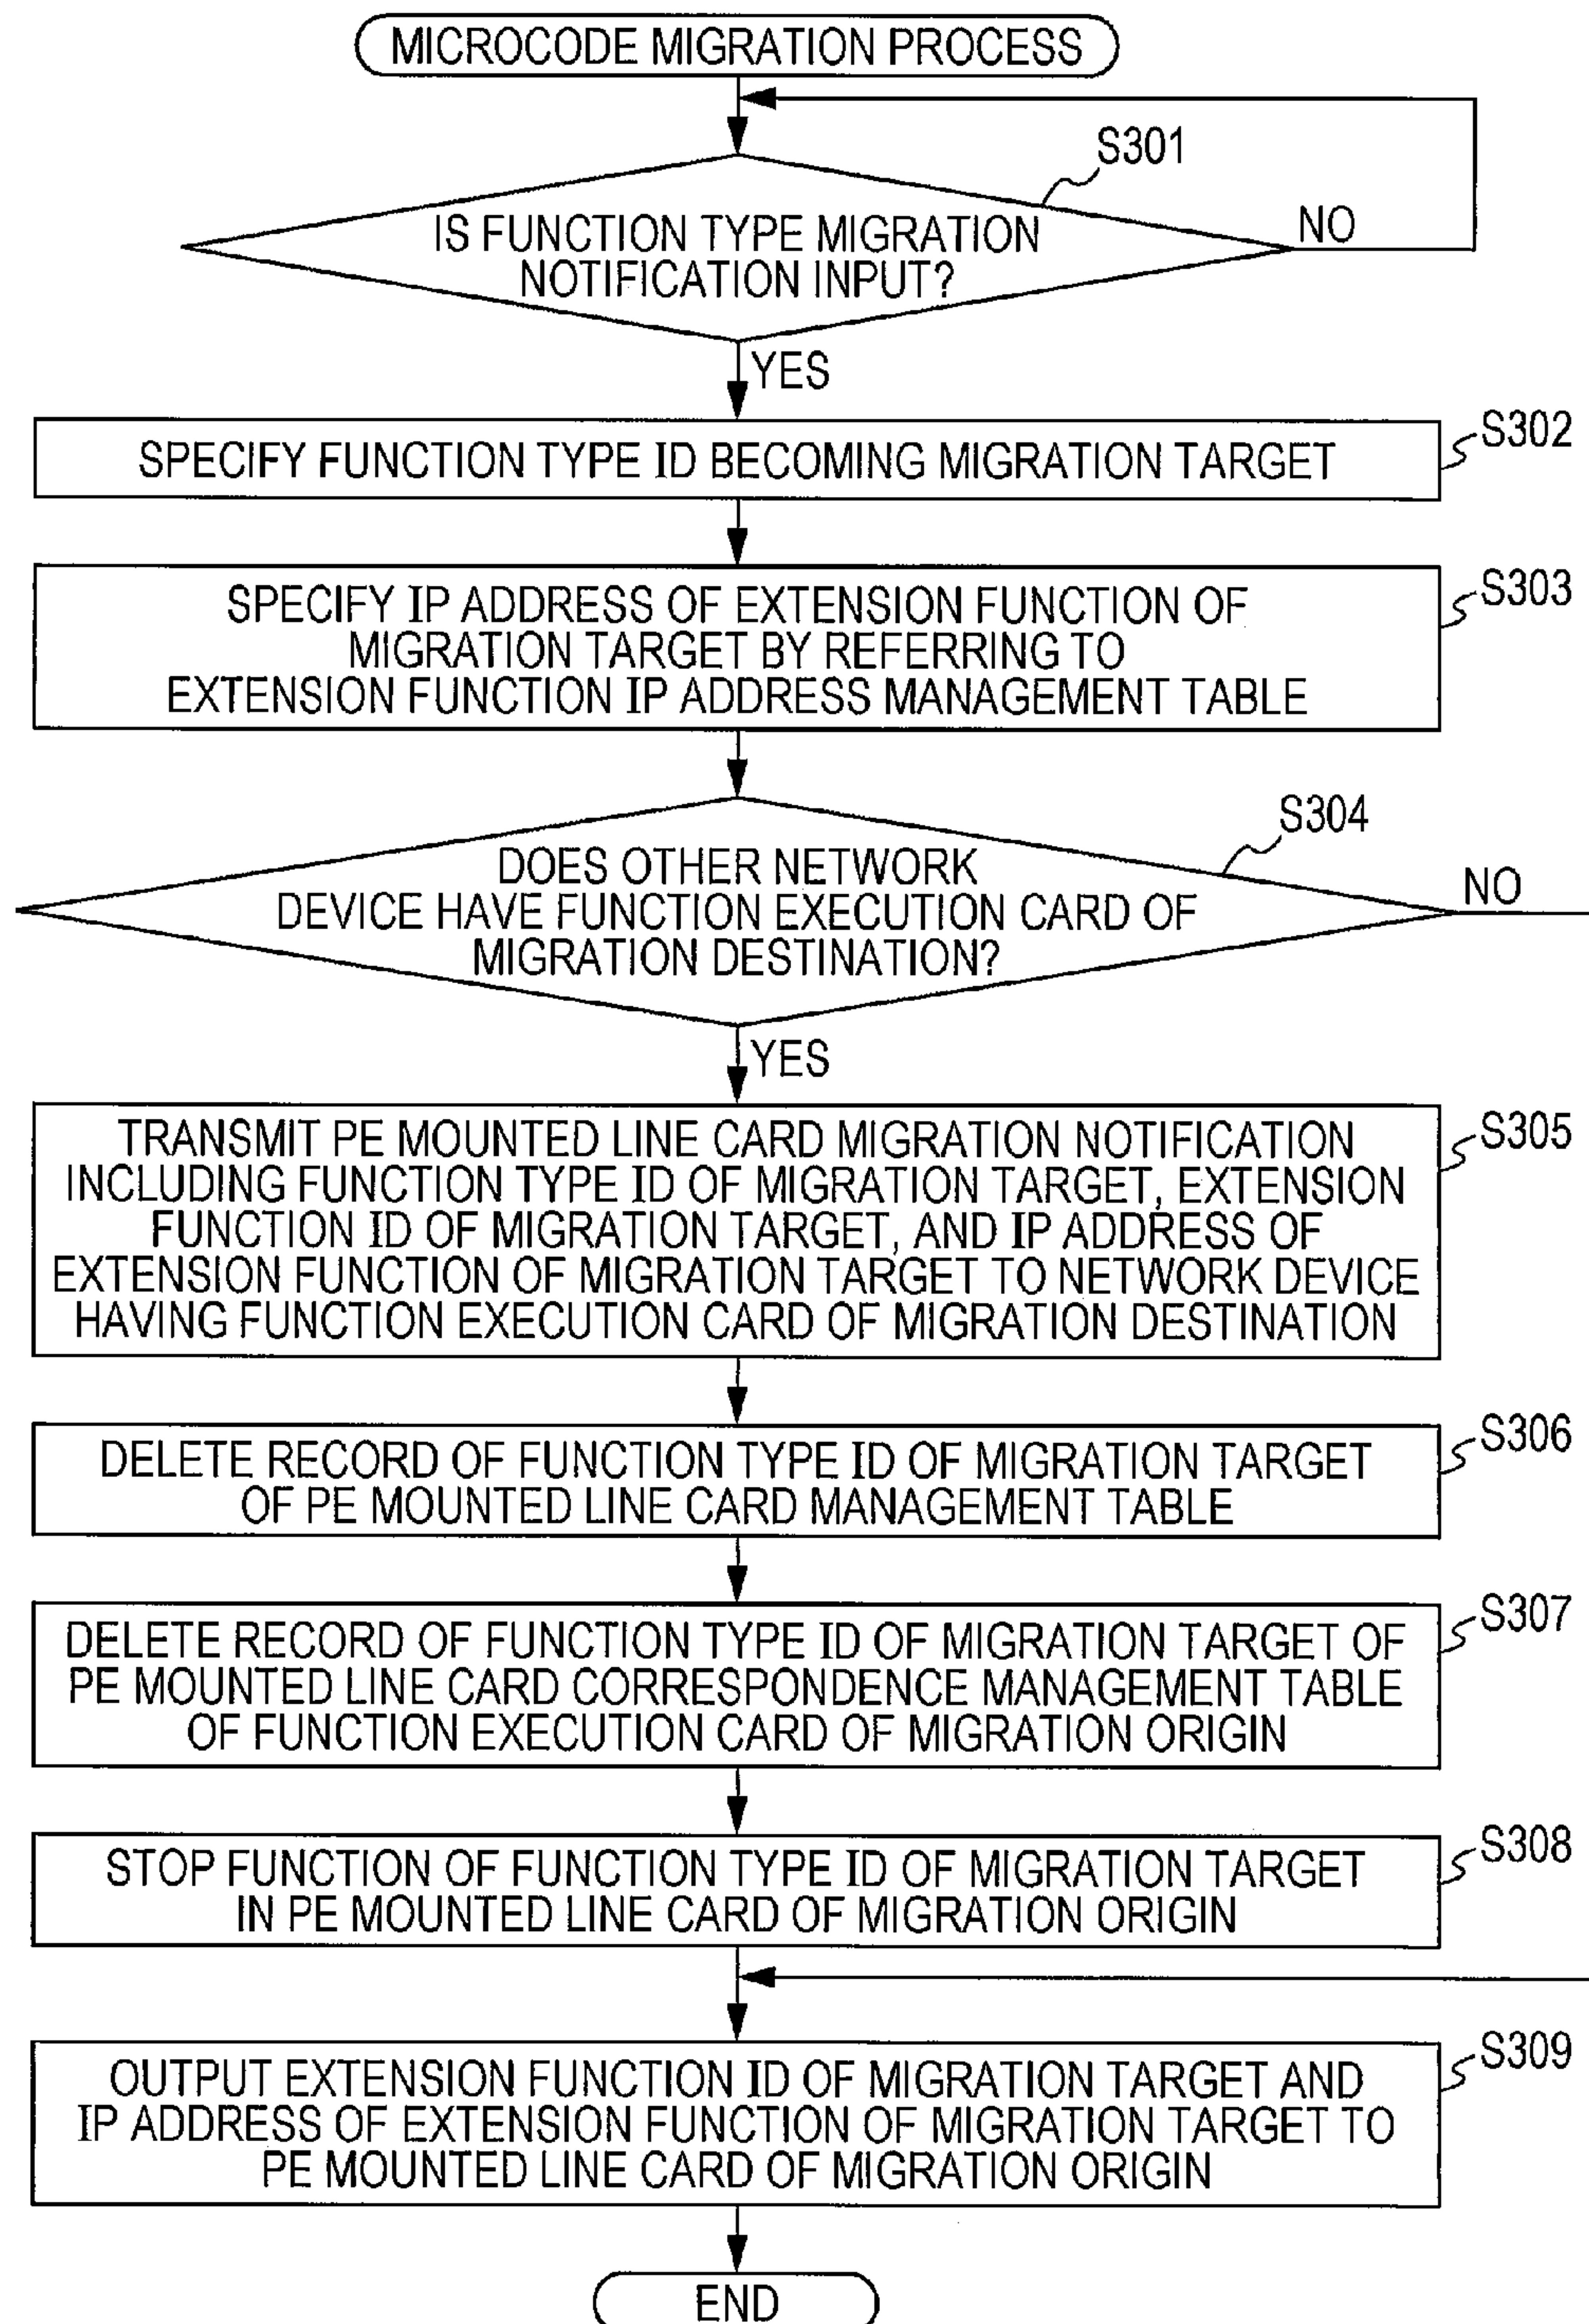 MICROCODE MIGRATION PROCESS
S301
IS FUNCTION TYPE MIGRATION
NOTIFICATION INPUT?
NO
YES
S302
SPECIFY FUNCTION TYPE ID BECOMING MIGRATION TARGET
S303
SPECIFY IP ADDRESS OF EXTENSION FUNCTION OF
MIGRATION TARGET BY REFERRING TO
EXTENSION FUNCTION IP ADDRESS MANAGEMENT TABLE
S304
DOES OTHER NETWORK
DEVICE HAVE FUNCTION EXECUTION CARD OF
MIGRATION DESTINATION?
NO
YES
S305
TRANSMIT PE MOUNTED LINE CARD MIGRATION NOTIFICATION
INCLUDING FUNCTION TYPE ID OF MIGRATION TARGET, EXTENSION
FUNCTION ID OF MIGRATION TARGET, AND IP ADDRESS OF
EXTENSION FUNCTION OF MIGRATION TARGET TO NETWORK DEVICE
HAVING FUNCTION EXECUTION CARD OF MIGRATION DESTINATION
S306
DELETE RECORD OF FUNCTION TYPE ID OF MIGRATION TARGET
OF PE MOUNTED LINE CARD MANAGEMENT TABLE
S307
DELETE RECORD OF FUNCTION TYPE ID OF MIGRATION TARGET OF
PE MOUNTED LINE CARD CORRESPONDENCE MANAGEMENT TABLE
OF FUNCTION EXECUTION CARD OF MIGRATION ORIGIN
S308
STOP FUNCTION OF FUNCTION TYPE ID OF MIGRATION TARGET
IN PE MOUNTED LINE CARD OF MIGRATION ORIGIN
S309
OUTPUT EXTENSION FUNCTION ID OF MIGRATION TARGET AND
IP ADDRESS OF EXTENSION FUNCTION OF MIGRATION TARGET TO
PE MOUNTED LINE CARD OF MIGRATION ORIGIN
END